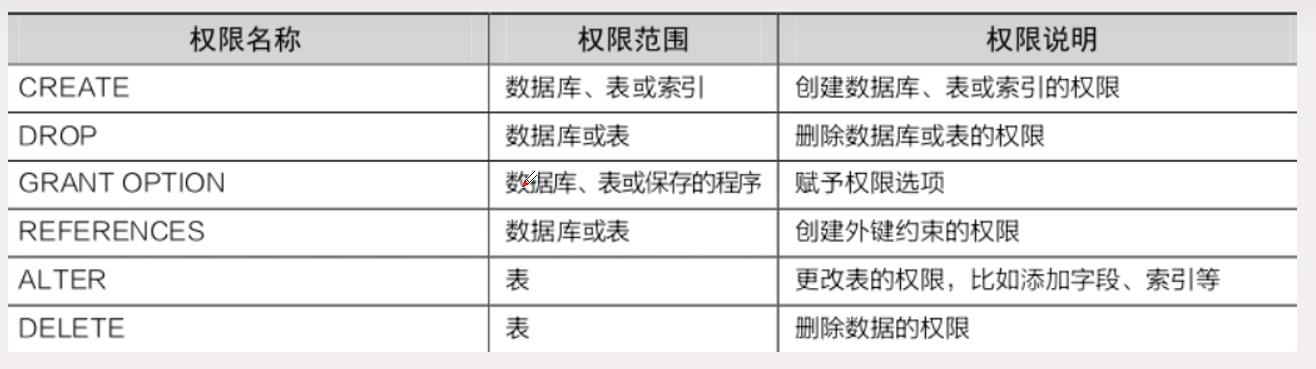 权限名称 权限范围 权限说明
CREATE 数据库、表或索引 创建数据库、表或索引的权限
DROP 数据库或表 删除数据库或表的权限
GRANT OPTION 数据库、表或保存的程序 赋予权限选项
REFERENCES 数据库或表 创建外键约束的权限
ALTER 表 更改表的权限，比如添加字段、索引等
DELETE 表 删除数据的权限